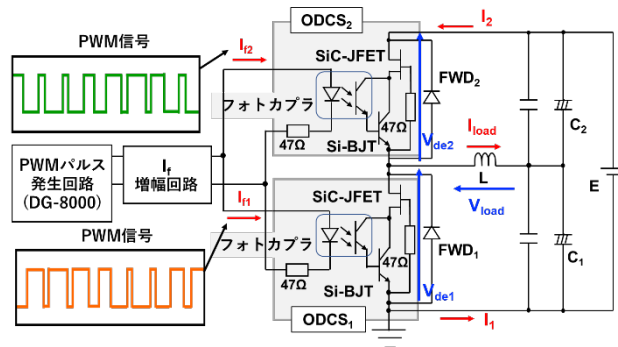 ODCS2
I2
PWM信号
If2
SiC-JFET
FWD2
フォトカプラ
47Ω
47Ω
Si-BJT
Vde2
Iload
C2
L
E
PWMパルス
発生回路
(DG-8000)
If
増幅回路
If1
SiC-JFET
Vload
PWM信号
フォトカプラ
47Ω
47Ω
FWD1
C1
Si-BJT
Vde1
ODCS1
I1